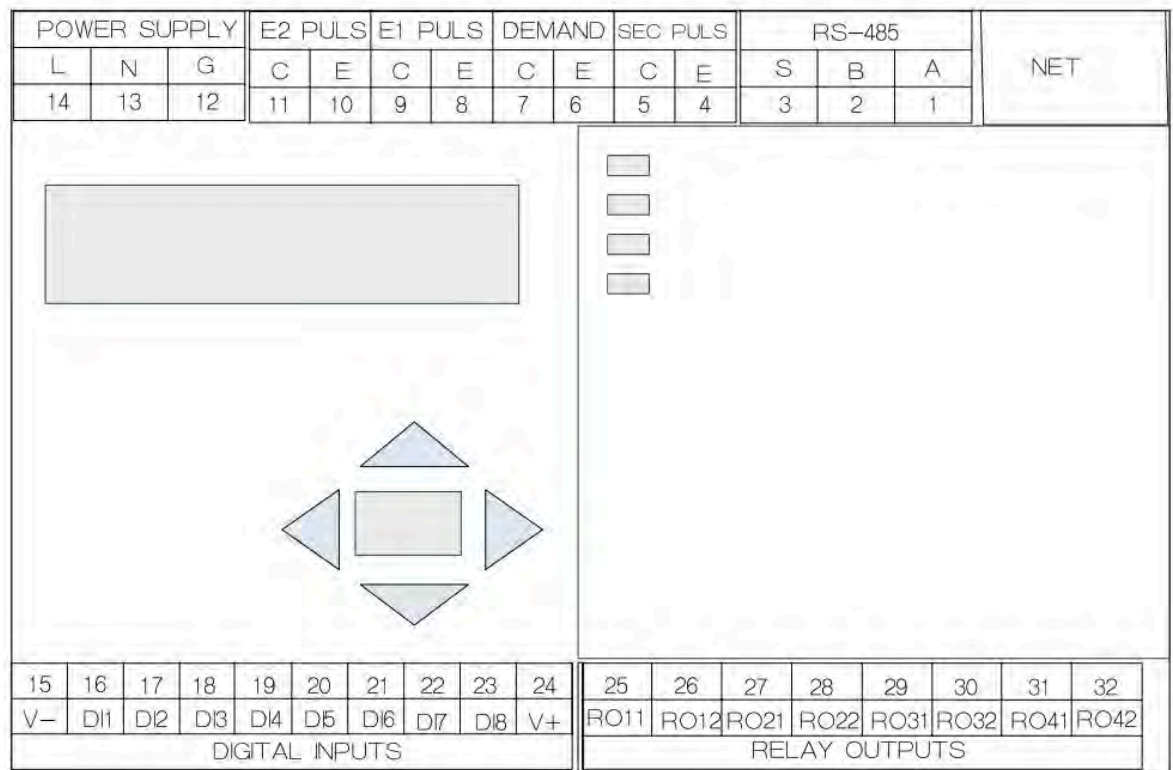 POWER SUPPLY E2 PULS E1 PULS DEMAND SEC PULS RS-485 NET
L N G C E C E C E C E S B A
14 13 12 11 10 9 8 7 6 5 4 3 2 1
15 16 17 18 19 20 21 22 23 24 25 26 27 28 29 30 31 32
V- DI1 DI2 DI3 DI4 DI5 DI6 DI7 DI8 V+ RO11 RO12 RO21 RO22 RO31 RO32 RO41 RO42
DIGITAL INPUTS RELAY OUTPUTS